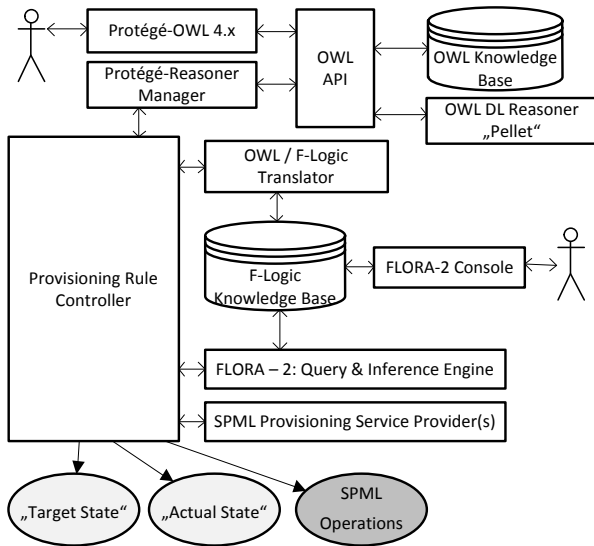 Protégé-OWL 4.x
OWL
API
OWL Knowledge
Base
Protégé-Reasoner
Manager
OWL DL Reasoner
„Pellet“
OWL / F-Logic
Translator
Provisioning Rule
Controller
F-Logic
Knowledge Base
FLORA-2 Console
FLORA – 2: Query & Inference Engine
SPML Provisioning Service Provider(s)
„Target State“
„Actual State“
SPML
Operations